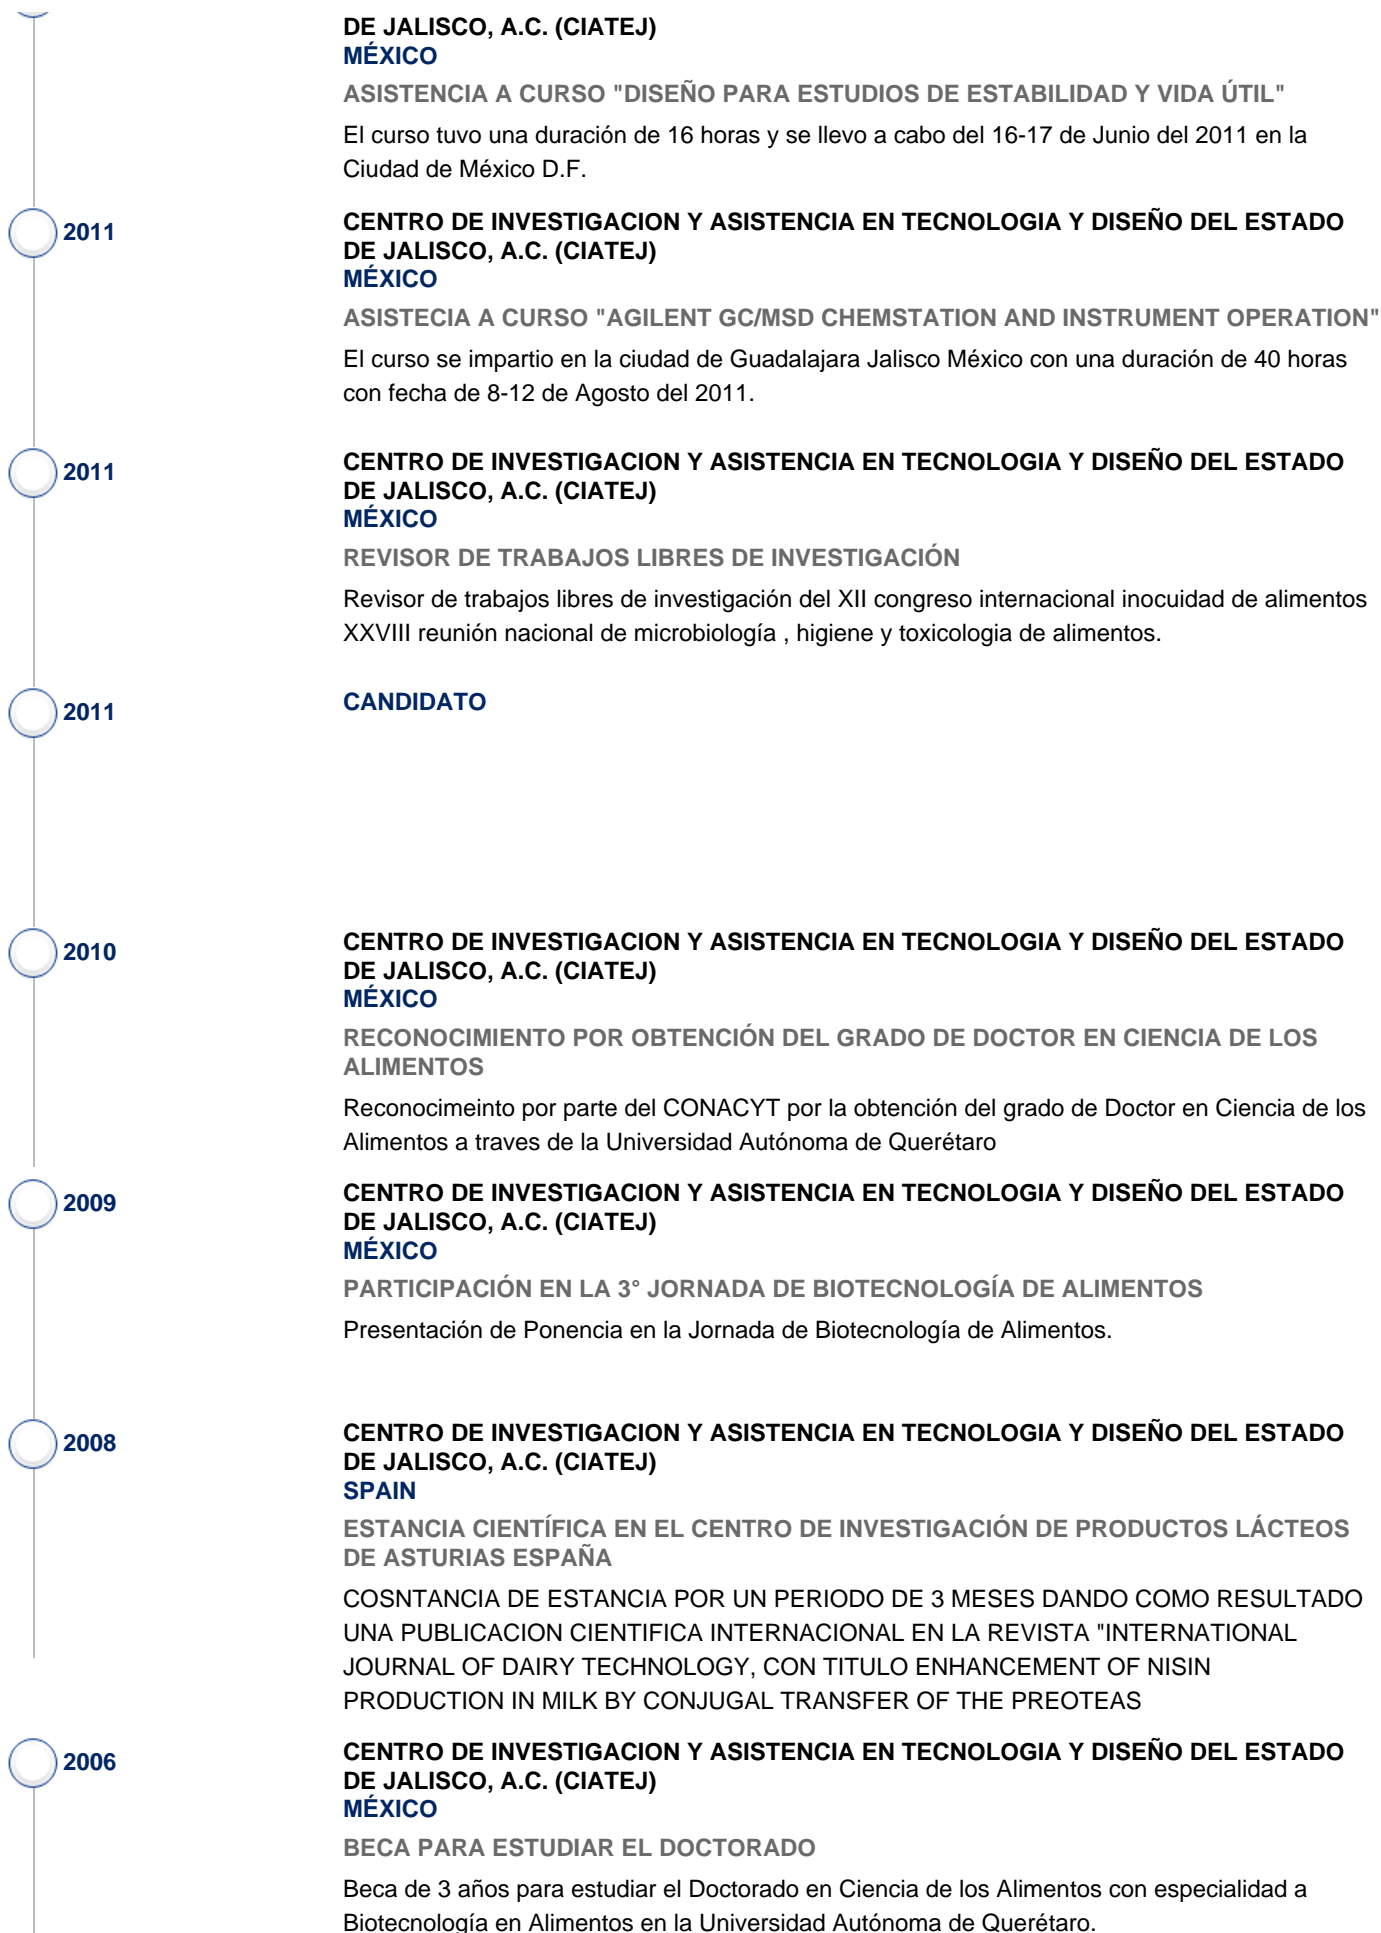 DE JALISCO, A.C. (CIATEJ)
MÉXICO
ASISTENCIA A CURSO "DISEÑO PARA ESTUDIOS DE ESTABILIDAD Y VIDA ÚTIL"
El curso tuvo una duración de 16 horas y se llevo a cabo del 16-17 de Junio del 2011 en la
Ciudad de México D.F.
2011
CENTRO DE INVESTIGACION Y ASISTENCIA EN TECNOLOGIA Y DISEÑO DEL ESTADO
DE JALISCO, A.C. (CIATEJ)
MÉXICO
ASISTECIA A CURSO "AGILENT GC/MSD CHEMSTATION AND INSTRUMENT OPERATION"
El curso se impartio en la ciudad de Guadalajara Jalisco México con una duración de 40 horas
con fecha de 8-12 de Agosto del 2011.
2011
CENTRO DE INVESTIGACION Y ASISTENCIA EN TECNOLOGIA Y DISEÑO DEL ESTADO
DE JALISCO, A.C. (CIATEJ)
MÉXICO
REVISOR DE TRABAJOS LIBRES DE INVESTIGACIÓN
Revisor de trabajos libres de investigación del XII congreso internacional inocuidad de alimentos
XXVIII reunión nacional de microbiología , higiene y toxicologia de alimentos.
2011
CANDIDATO
2010
CENTRO DE INVESTIGACION Y ASISTENCIA EN TECNOLOGIA Y DISEÑO DEL ESTADO
DE JALISCO, A.C. (CIATEJ)
MÉXICO
RECONOCIMIENTO POR OBTENCIÓN DEL GRADO DE DOCTOR EN CIENCIA DE LOS
ALIMENTOS
Reconocimeinto por parte del CONACYT por la obtención del grado de Doctor en Ciencia de los
Alimentos a traves de la Universidad Autónoma de Querétaro
2009
CENTRO DE INVESTIGACION Y ASISTENCIA EN TECNOLOGIA Y DISEÑO DEL ESTADO
DE JALISCO, A.C. (CIATEJ)
MÉXICO
PARTICIPACIÓN EN LA 3° JORNADA DE BIOTECNOLOGÍA DE ALIMENTOS
Presentación de Ponencia en la Jornada de Biotecnología de Alimentos.
2008
CENTRO DE INVESTIGACION Y ASISTENCIA EN TECNOLOGIA Y DISEÑO DEL ESTADO
DE JALISCO, A.C. (CIATEJ)
SPAIN
ESTANCIA CIENTÍFICA EN EL CENTRO DE INVESTIGACIÓN DE PRODUCTOS LÁCTEOS
DE ASTURIAS ESPAÑA
COSNTANCIA DE ESTANCIA POR UN PERIODO DE 3 MESES DANDO COMO RESULTADO
UNA PUBLICACION CIENTIFICA INTERNACIONAL EN LA REVISTA "INTERNATIONAL
JOURNAL OF DAIRY TECHNOLOGY, CON TITULO ENHANCEMENT OF NISIN
PRODUCTION IN MILK BY CONJUGAL TRANSFER OF THE PREOTEAS
2006
CENTRO DE INVESTIGACION Y ASISTENCIA EN TECNOLOGIA Y DISEÑO DEL ESTADO
DE JALISCO, A.C. (CIATEJ)
MÉXICO
BECA PARA ESTUDIAR EL DOCTORADO
Beca de 3 años para estudiar el Doctorado en Ciencia de los Alimentos con especialidad a
Biotecnología en Alimentos en la Universidad Autónoma de Querétaro.